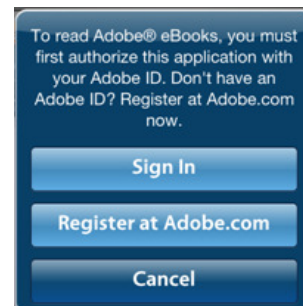 To read Adobe® eBooks, you must
first authorize this application with
your Adobe ID. Don't have an
Adobe ID? Register at Adobe.com
now.
Sign In
Register at Adobe.com
Cancel